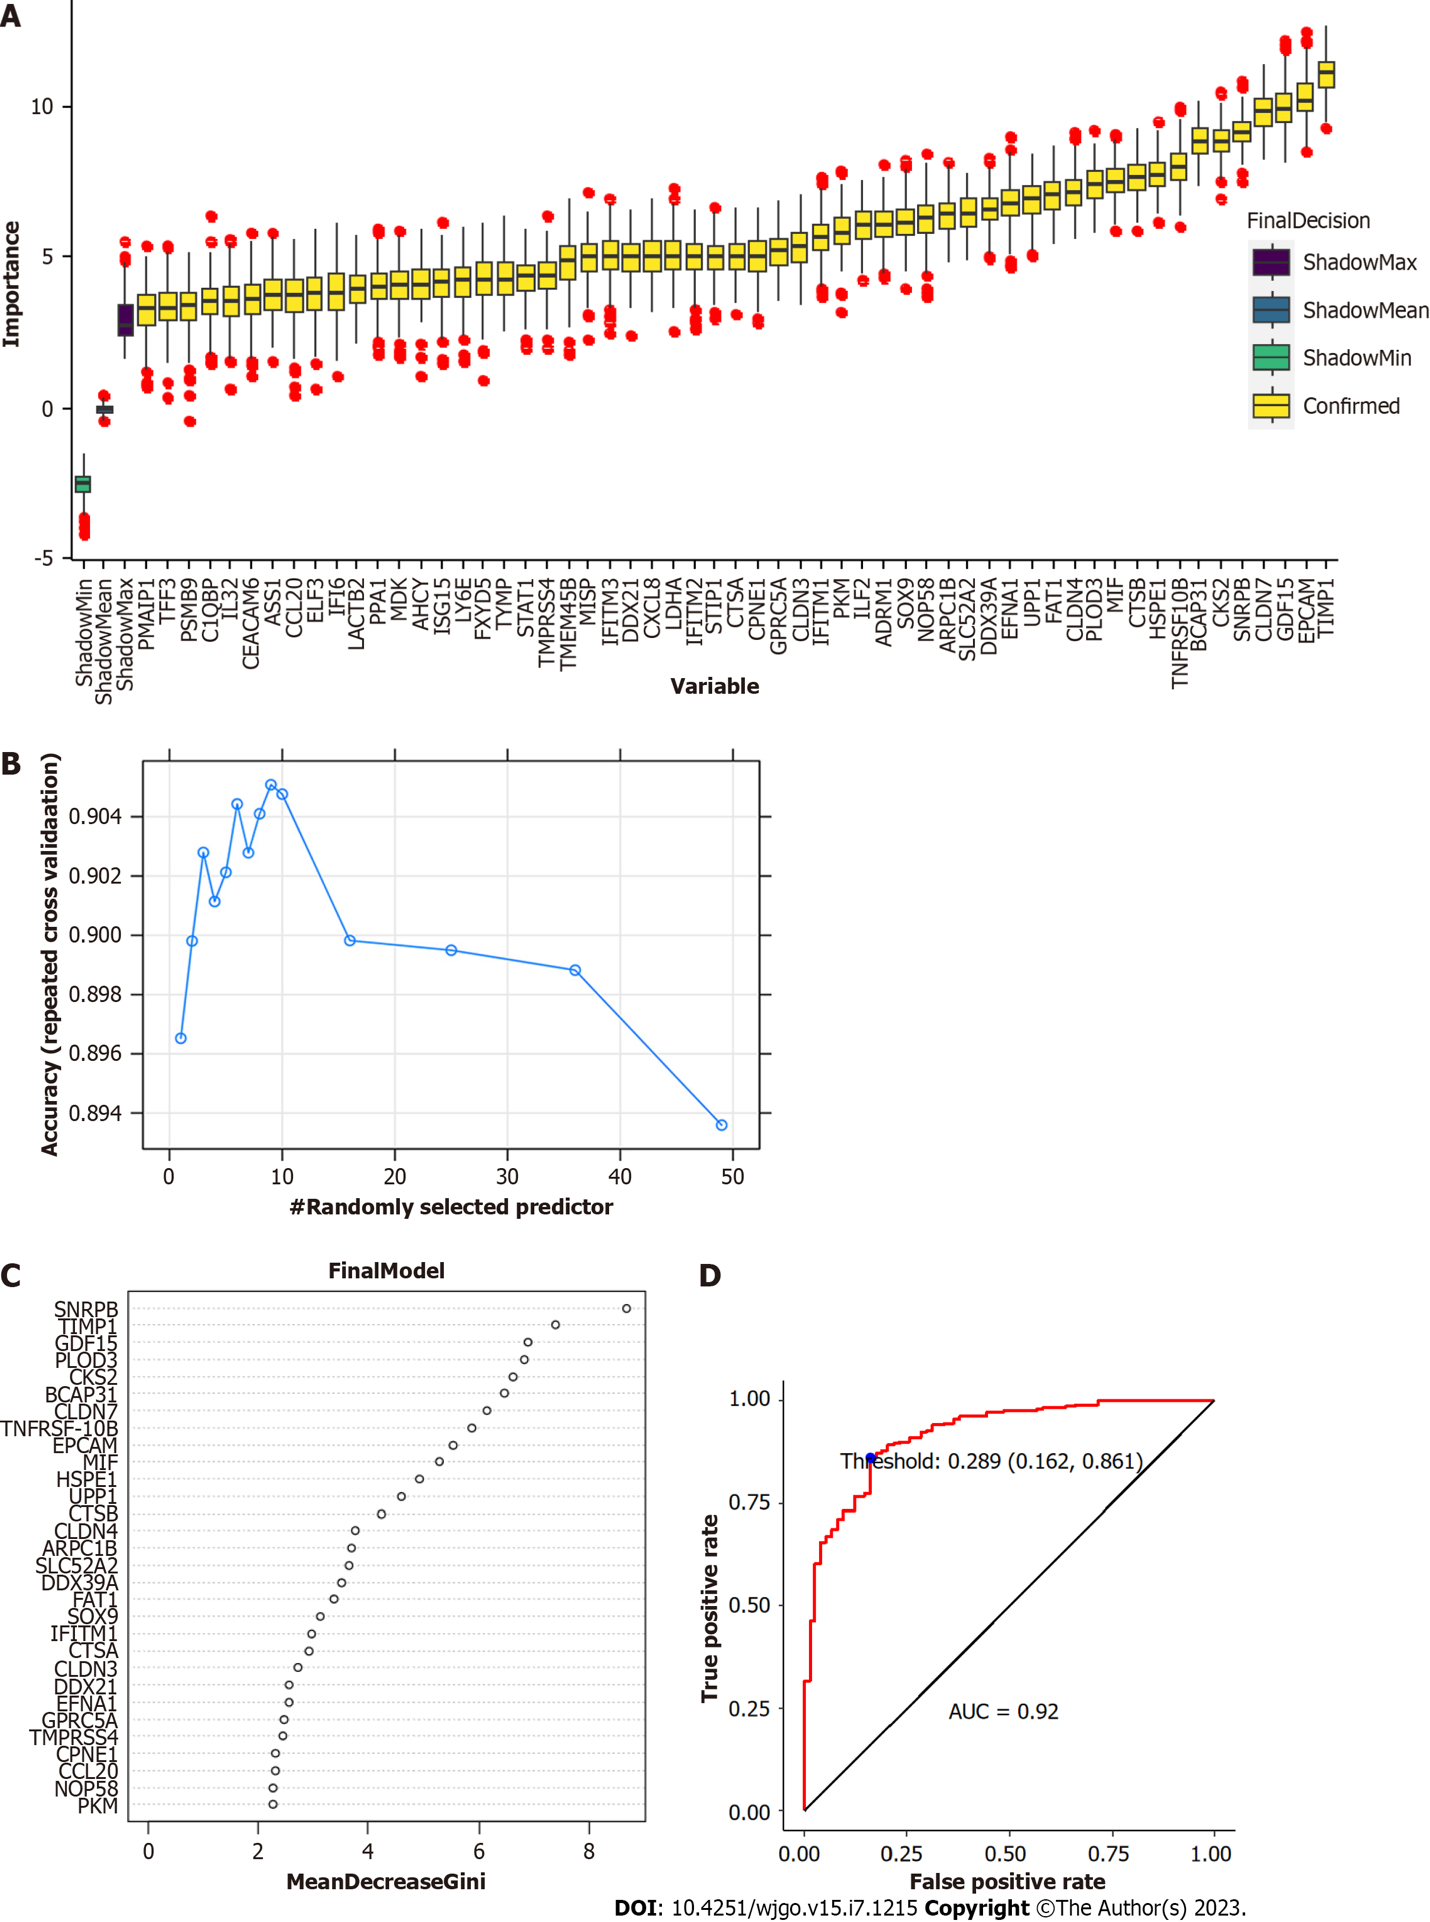 A
10
5
0
-5
Importance
FinalDecision
ShadowMax
ShadowMean
ShadowMin
Confirmed
ShadowMin
ShadowMean
ShadowMax
PMAIP1
TFF3
PSMB9
C1QBP
IL32
CEACAM6
ASS1
CCL20
ELF3
IFI6
LACTB2
PPA1
MDK
AHCY
ISG15
LY6E
FXYD5
TYMP
STAT1
TMPRSS4
TMEM45B
MISP
IFITM3
DDX21
CXCL8
LDHA
IFITM2
STIP1
CTSA
CPNE1
GPRC5A
CLDN3
IFITM1
PKM
ILF2
ADRM1
SOX9
NOP58
ARPC1B
SLC52A2
DDX39A
EFNA1
UPP1
FAT1
CLDN4
PLOD3
MIF
CTSB
HSPE1
TNFRSF10B
BCAP31
CKS2
SNRPB
CLDN7
GDF15
EPCAM
TIMP1
Variable
B
Accuracy (repeated cross validaation)
0.904
0.902
0.900
0.898
0.896
0.894
0 10 20 30 40 50
#Randomly selected predictor
C
FinalModel
SNRPB
TIMP1
GDF15
PLOD3
CKS2
BCAP31
CLDN7
TNFRSF-10B
EPCAM
MIF
HSPE1
UPP1
CTSB
CLDN4
ARPC1B
SLC52A2
DDX39A
FAT1
SOX9
IFITM1
CTSA
CLDN3
DDX21
EFNA1
GPRC5A
TMPRSS4
CPNE1
CCL20
NOP58
PKM
0 2 4 6 8
MeanDecreaseGini
D
1.00
0.75
0.50
0.25
0.00
True positive rate
Threshold: 0.289 (0.162, 0.861)
AUC = 0.92
0.00 0.25 0.50 0.75 1.00
False positive rate
DOI: 10.4251/wjgo.v15.i7.1215 Copyright ©The Author(s) 2023.